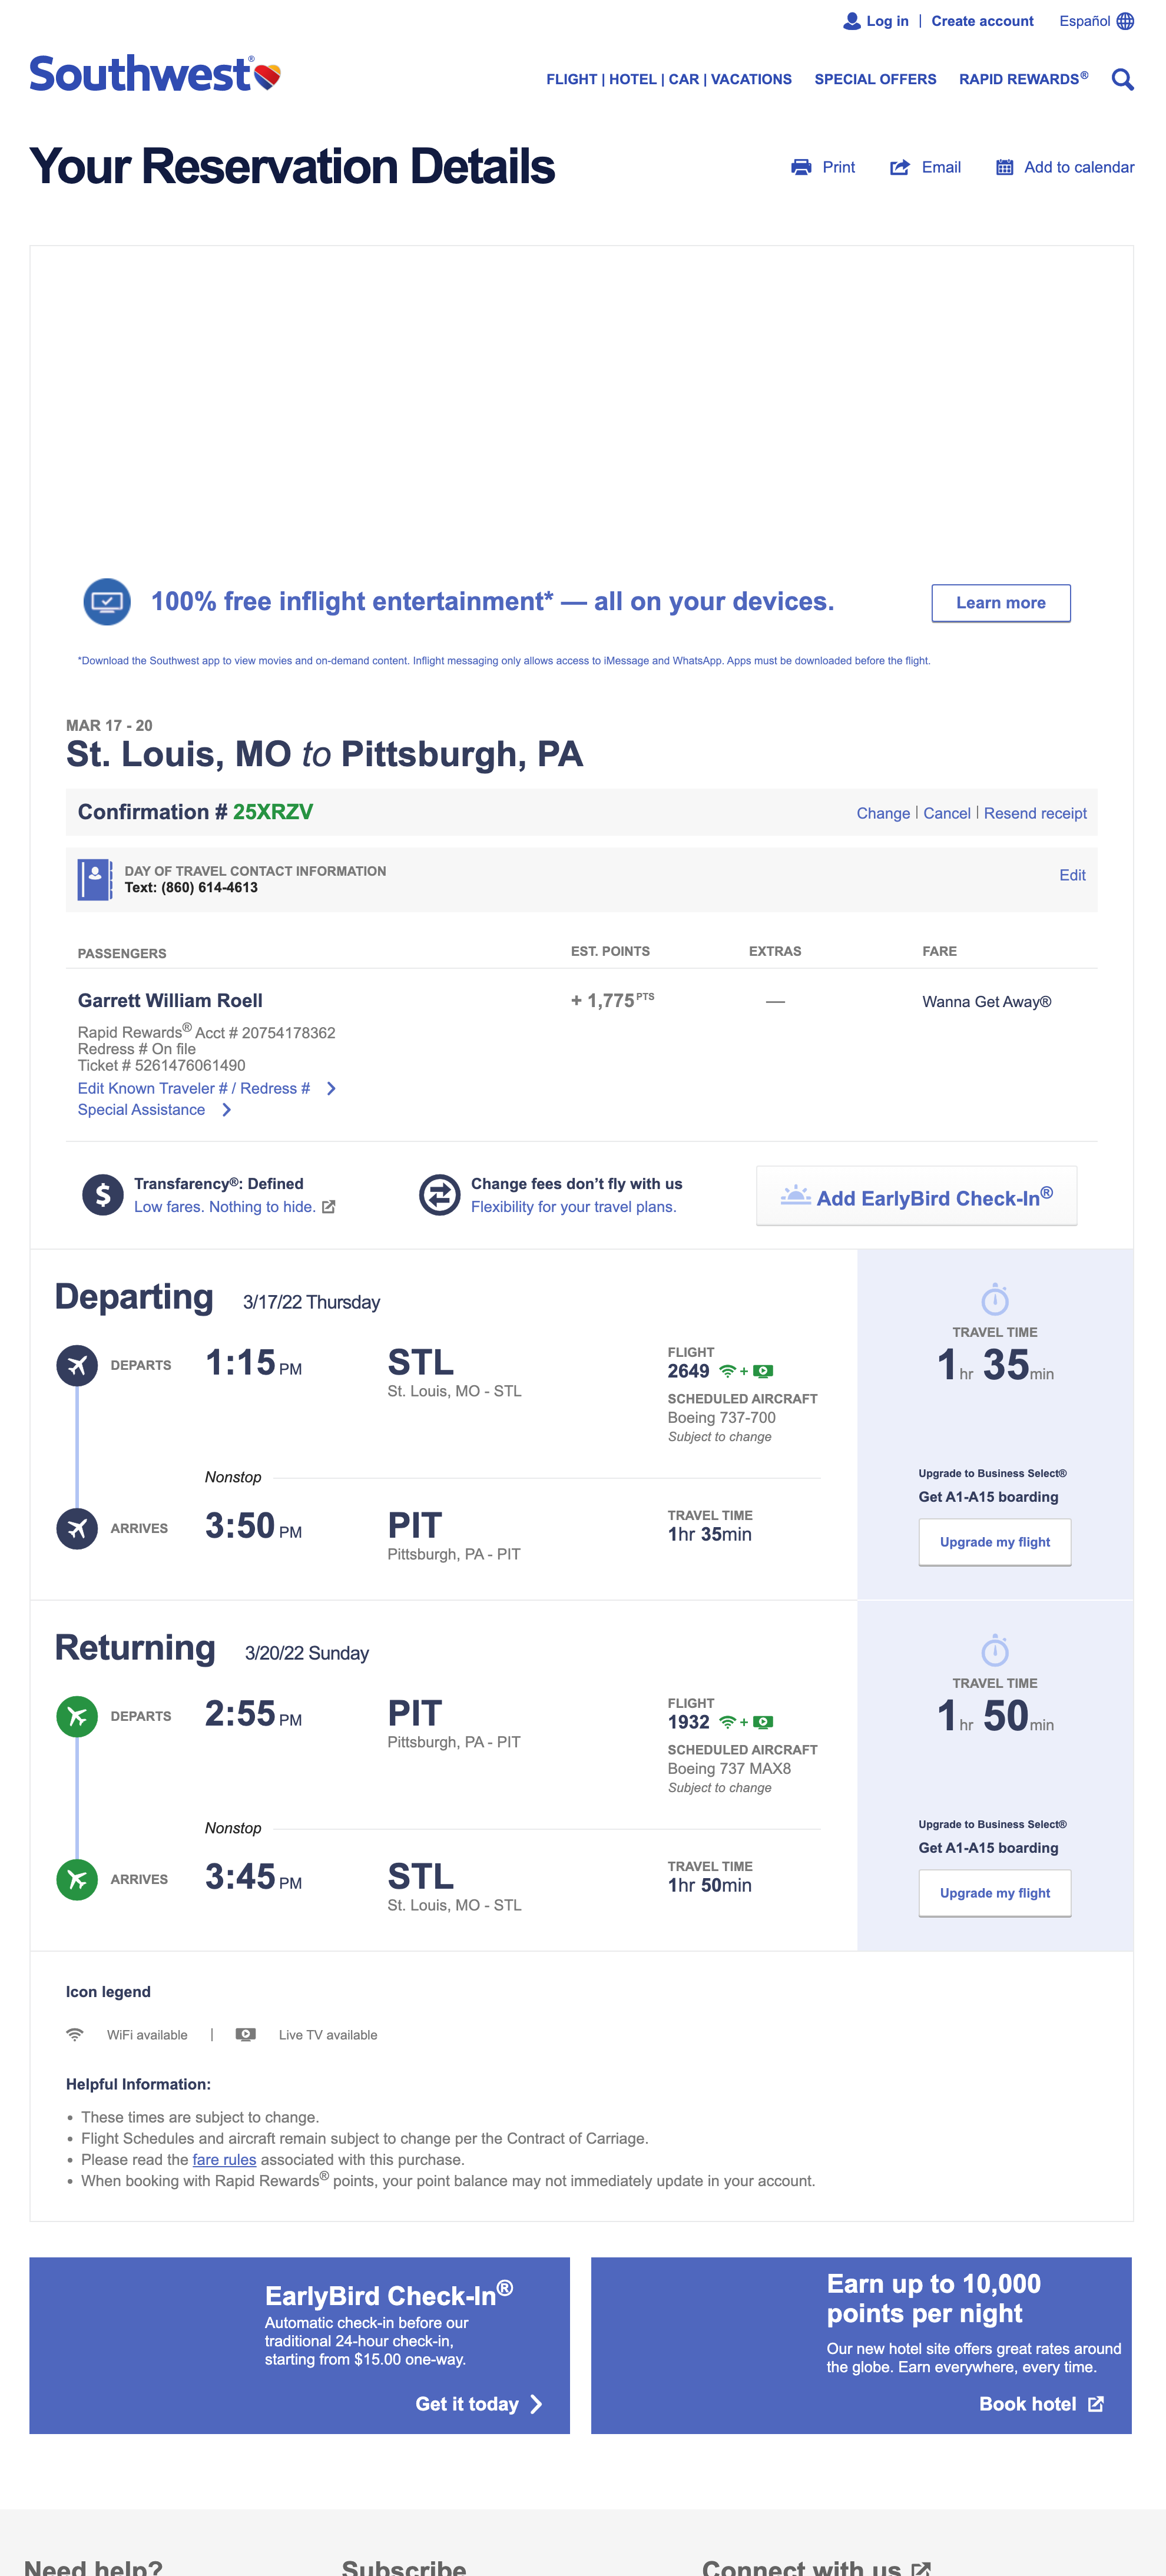 Log in | Create account Español
Southwest®
FLIGHT | HOTEL | CAR | VACATIONS SPECIAL OFFERS RAPID REWARDS®
Your Reservation Details
Print Email Add to calendar
100% free inflight entertainment* — all on your devices.
Learn more
*Download the Southwest app to view movies and on-demand content. Inflight messaging only allows access to iMessage and WhatsApp. Apps must be downloaded before the flight.
MAR 17 - 20
St. Louis, MO to Pittsburgh, PA
Confirmation # 25XRZV
Change | Cancel | Resend receipt
DAY OF TRAVEL CONTACT INFORMATION
Text: (860) 614-4613
Edit
PASSENGERS EST. POINTS EXTRAS FARE
Garrett William Roell + 1,775 PTS — Wanna Get Away®
Rapid Rewards® Acct # 20754178362
Redress # On file
Ticket # 5261476061490
Edit Known Traveler # / Redress #
Special Assistance
Transfarency®: Defined
Low fares. Nothing to hide.
Change fees don’t fly with us
Flexibility for your travel plans.
Add EarlyBird Check-In®
Departing 3/17/22 Thursday
DEPARTS 1:15 PM STL
St. Louis, MO - STL
FLIGHT
2649 +
SCHEDULED AIRCRAFT
Boeing 737-700
Subject to change
TRAVEL TIME
1 hr 35 min
Nonstop
ARRIVES 3:50 PM PIT
Pittsburgh, PA - PIT
TRAVEL TIME
1hr 35min
Upgrade to Business Select®
Get A1-A15 boarding
Upgrade my flight
Returning 3/20/22 Sunday
DEPARTS 2:55 PM PIT
Pittsburgh, PA - PIT
FLIGHT
1932 +
SCHEDULED AIRCRAFT
Boeing 737 MAX8
Subject to change
TRAVEL TIME
1 hr 50 min
Nonstop
ARRIVES 3:45 PM STL
St. Louis, MO - STL
TRAVEL TIME
1hr 50min
Upgrade to Business Select®
Get A1-A15 boarding
Upgrade my flight
Icon legend
WiFi available | Live TV available
Helpful Information:
• These times are subject to change.
• Flight Schedules and aircraft remain subject to change per the Contract of Carriage.
• Please read the fare rules associated with this purchase.
• When booking with Rapid Rewards® points, your point balance may not immediately update in your account.
EarlyBird Check-In®
Automatic check-in before our
traditional 24-hour check-in,
starting from $15.00 one-way.
Get it today
Earn up to 10,000
points per night
Our new hotel site offers great rates around
the globe. Earn everywhere, every time.
Book hotel
Need help? Subscribe Connect with us